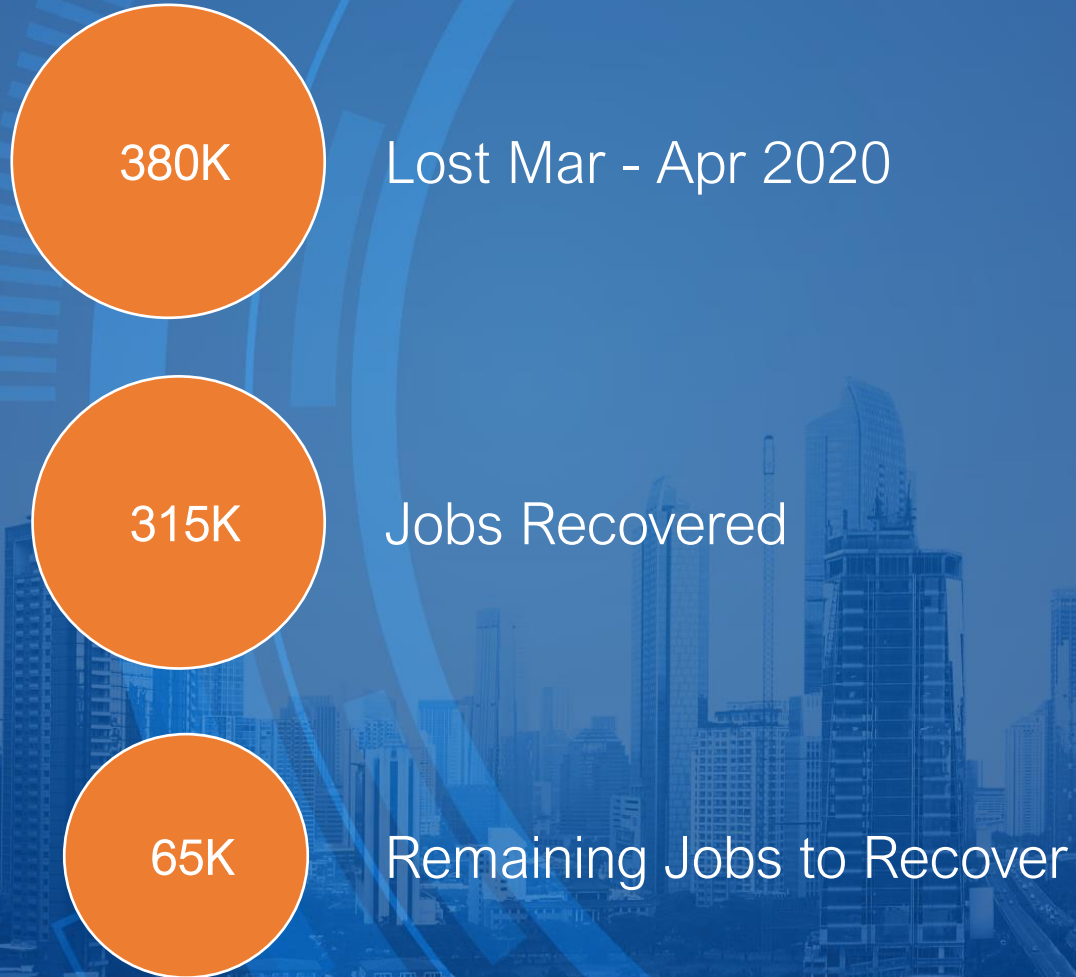 380K
Lost Mar - Apr 2020
315K
Jobs Recovered
65K
Remaining Jobs to Recover